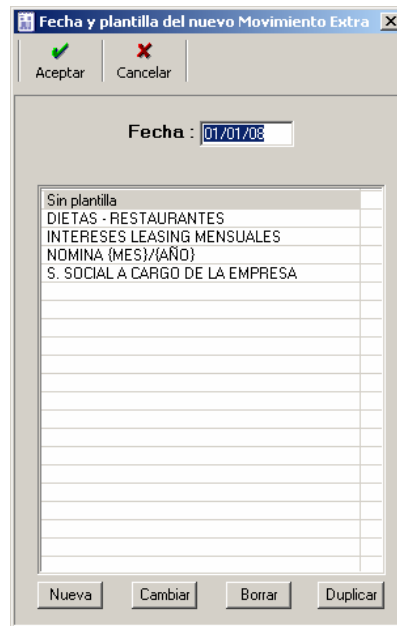 Fecha y plantilla del nuevo Movimiento Extra
Aceptar Cancelar
Fecha : 01/01/08
Sin plantilla
DIETAS - RESTAURANTES
INTERESES LEASING MENSUALES
NOMINA {MES}/{AÑO}
S. SOCIAL A CARGO DE LA EMPRESA
Nueva Cambiar Borrar Duplicar